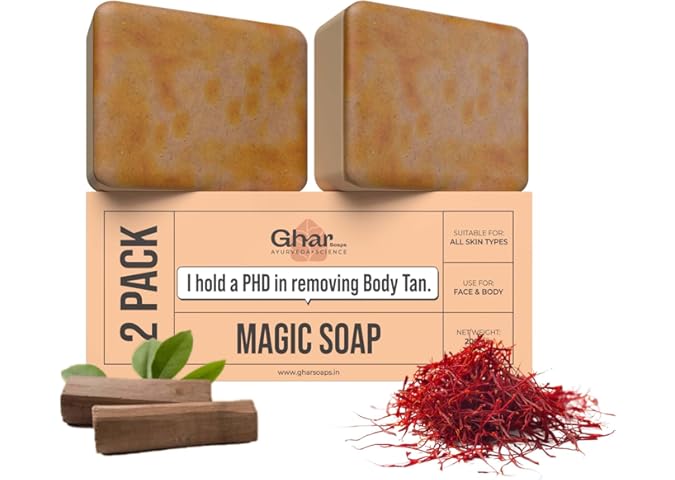 2 PACK
Ghar
Soaps
AYURVEDA+SCIENCE
I hold a PHD in removing Body Tan.
MAGIC SOAP
www.gharsoaps.in
SUITABLE FOR:
ALL SKIN TYPES
USE FOR:
FACE & BODY
NET WEIGHT: